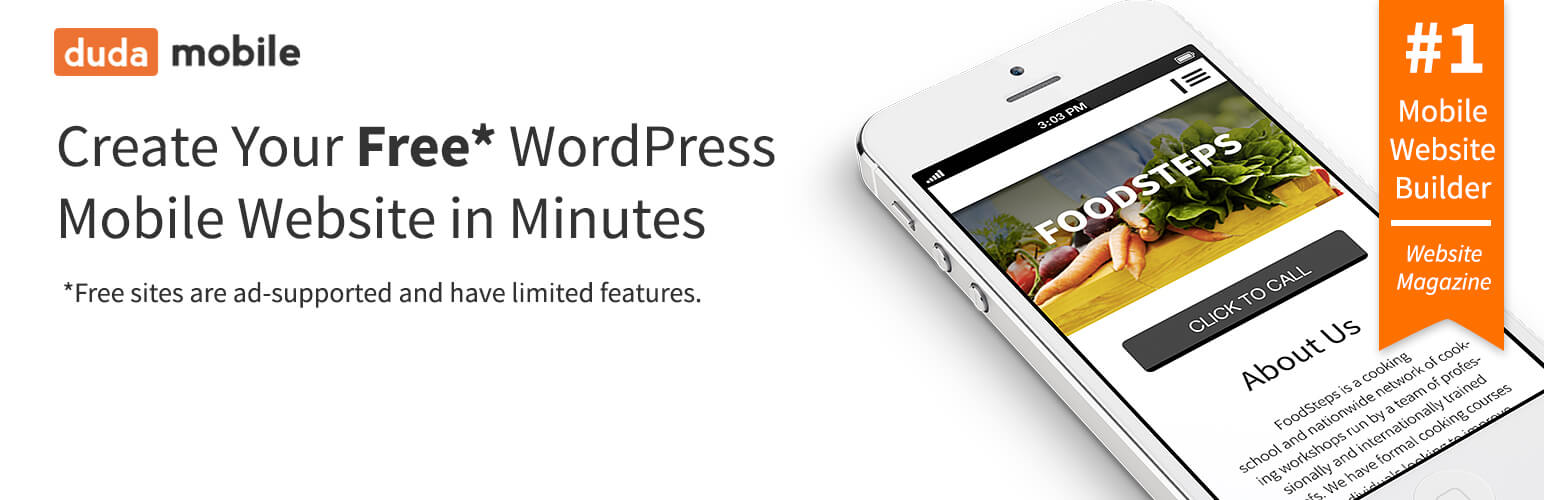 duda mobile
Create Your Free* WordPress
Mobile Website in Minutes
*Free sites are ad-supported and have limited features.
3:03 PM
FOODSTEPS
CLICK TO CALL
About Us
FoodSteps is a cooking
school and nationwide network of cook-
ing workshops run by a team of profes-
sionally and internationally trained
We have formal cooking courses
looking to improve
#1
Mobile
Website
Builder
Website
Magazine